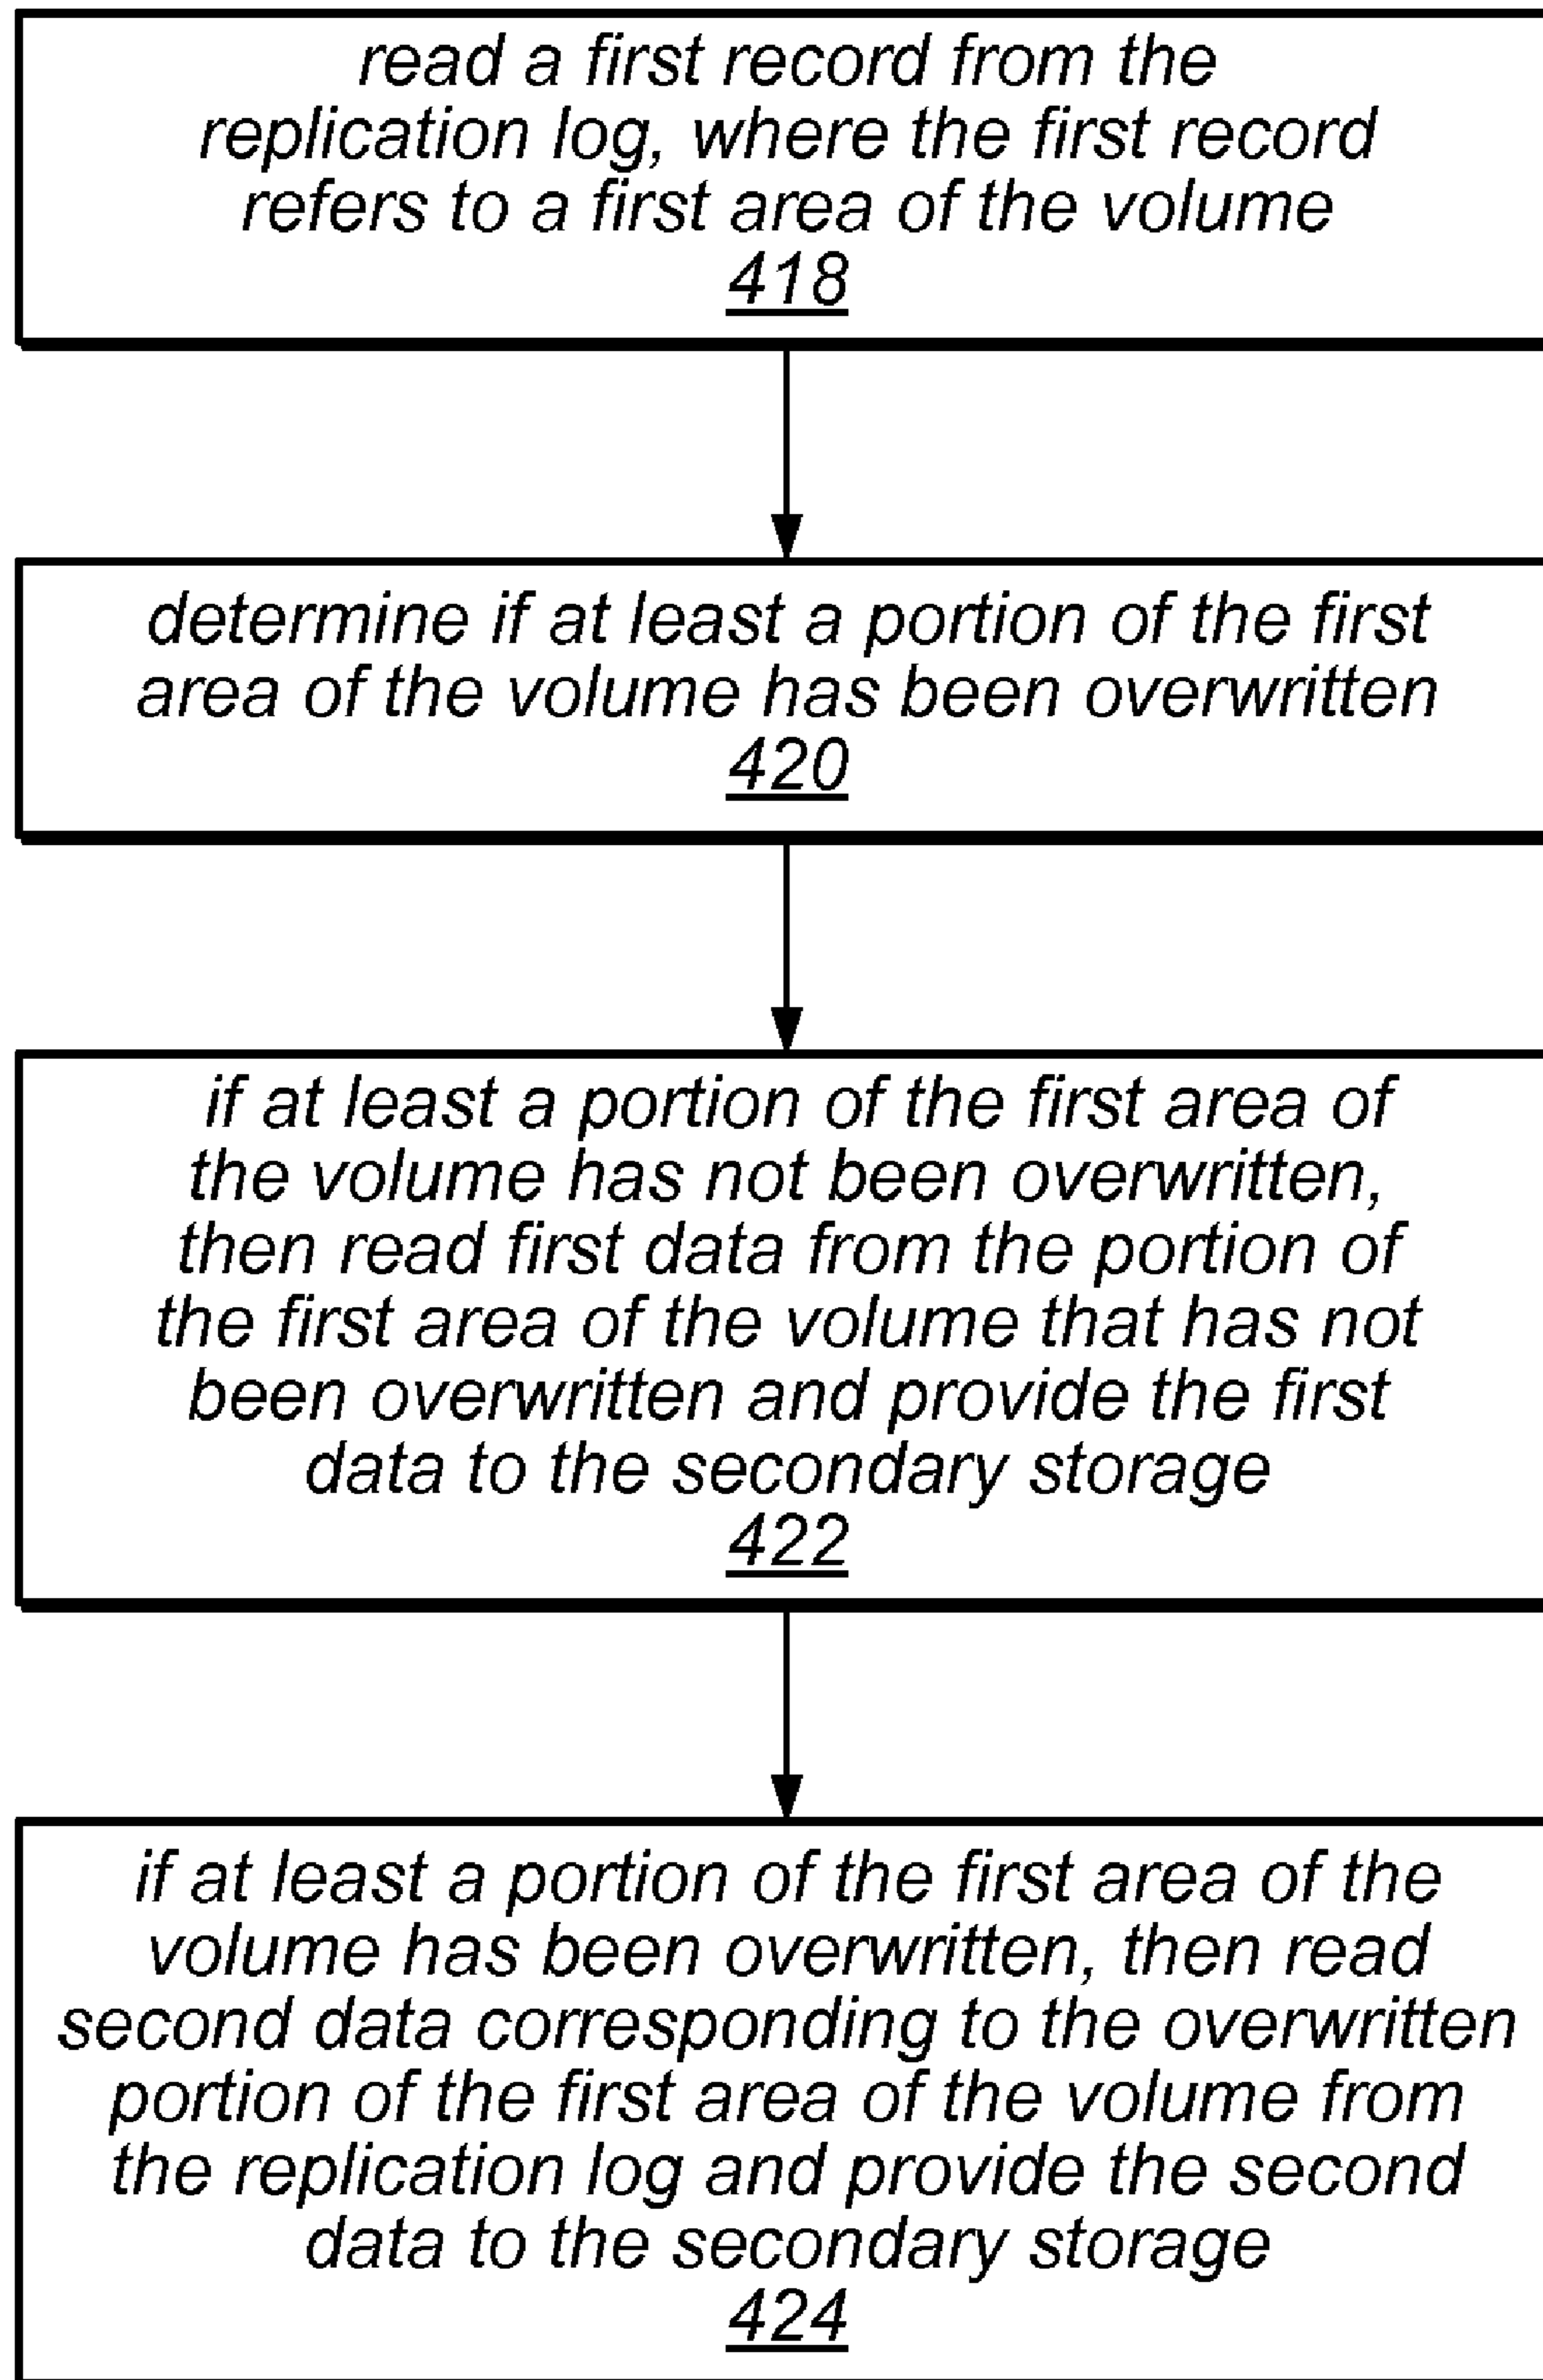 read a first record from the
replication log, where the first record
refers to a first area of the volume
418
determine if at least a portion of the first
area of the volume has been overwritten
420
if at least a portion of the first area of
the volume has not been overwritten,
then read first data from the portion of
the first area of the volume that has not
been overwritten and provide the first
data to the secondary storage
422
if at least a portion of the first area of the
volume has been overwritten, then read
second data corresponding to the overwritten
portion of the first area of the volume from
the replication log and provide the second
data to the secondary storage
424